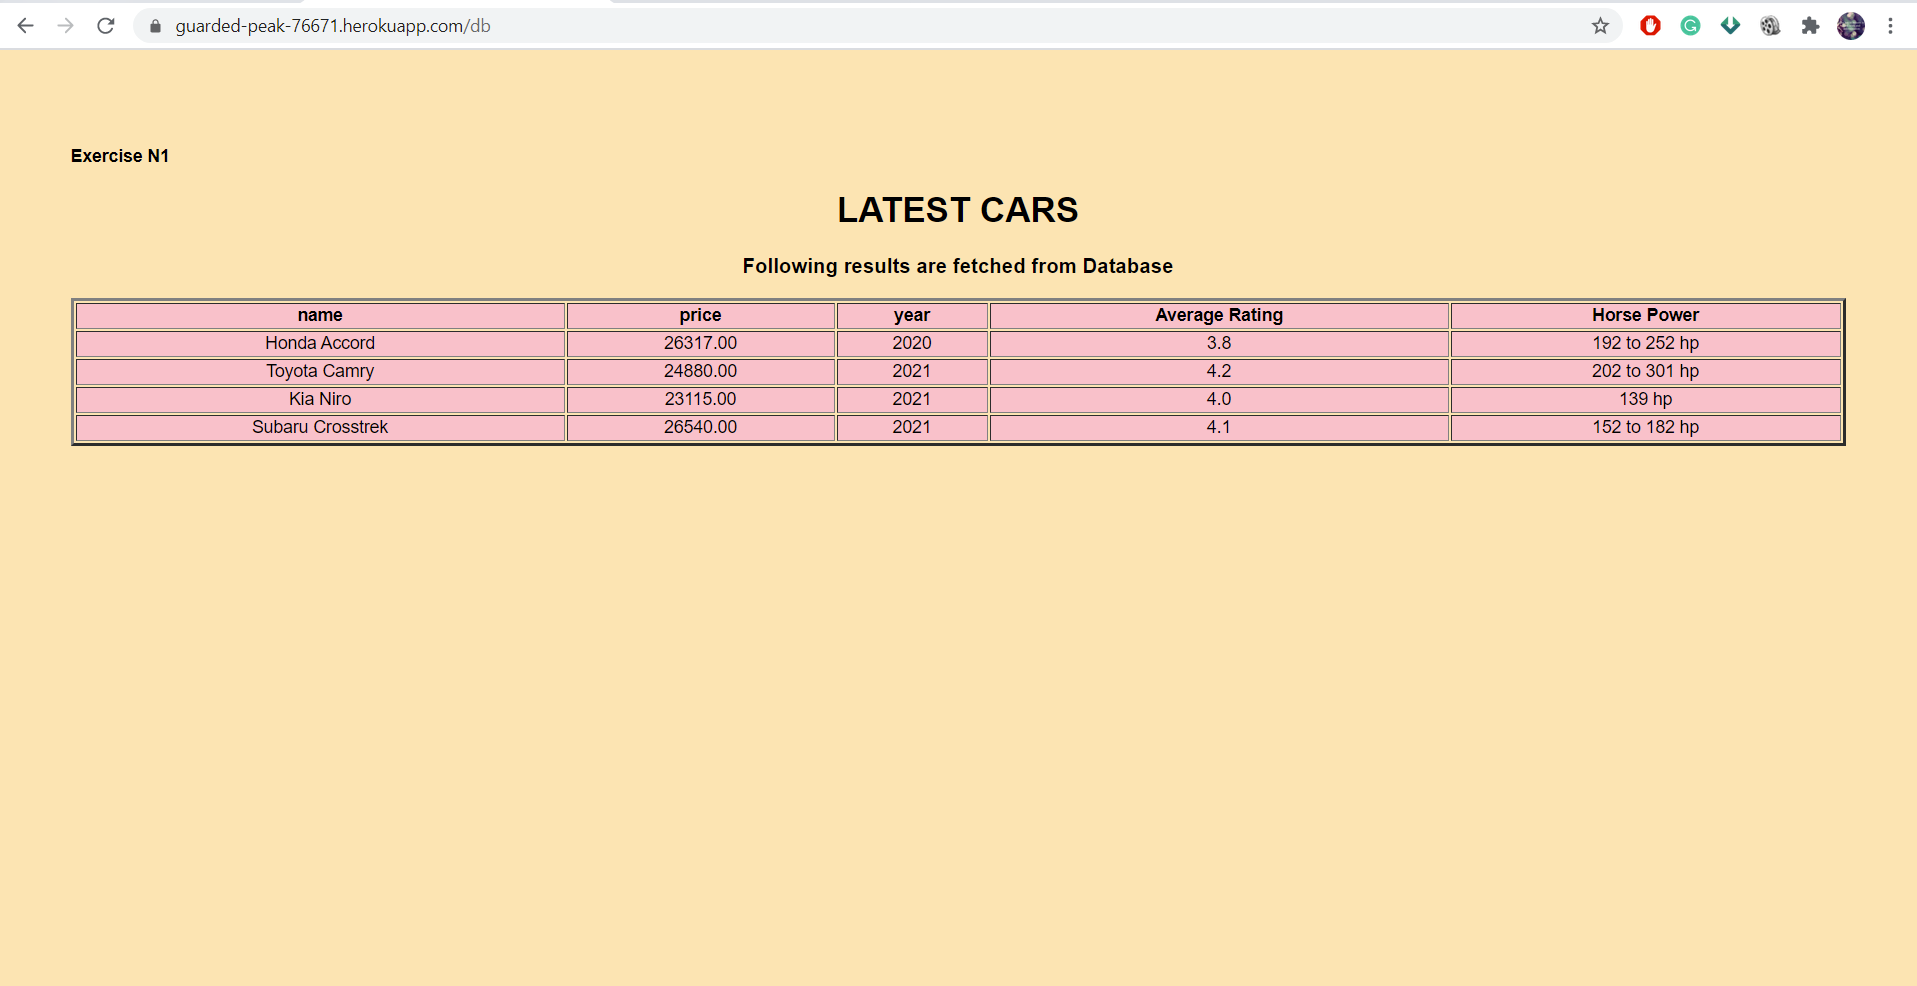 guarded-peak-76671.herokuapp.com/db
Exercise N1
LATEST CARS
Following results are fetched from Database
name price year Average Rating Horse Power
Honda Accord 26317.00 2020 3.8 192 to 252 hp
Toyota Camry 24880.00 2021 4.2 202 to 301 hp
Kia Niro 23115.00 2021 4.0 139 hp
Subaru Crosstrek 26540.00 2021 4.1 152 to 182 hp